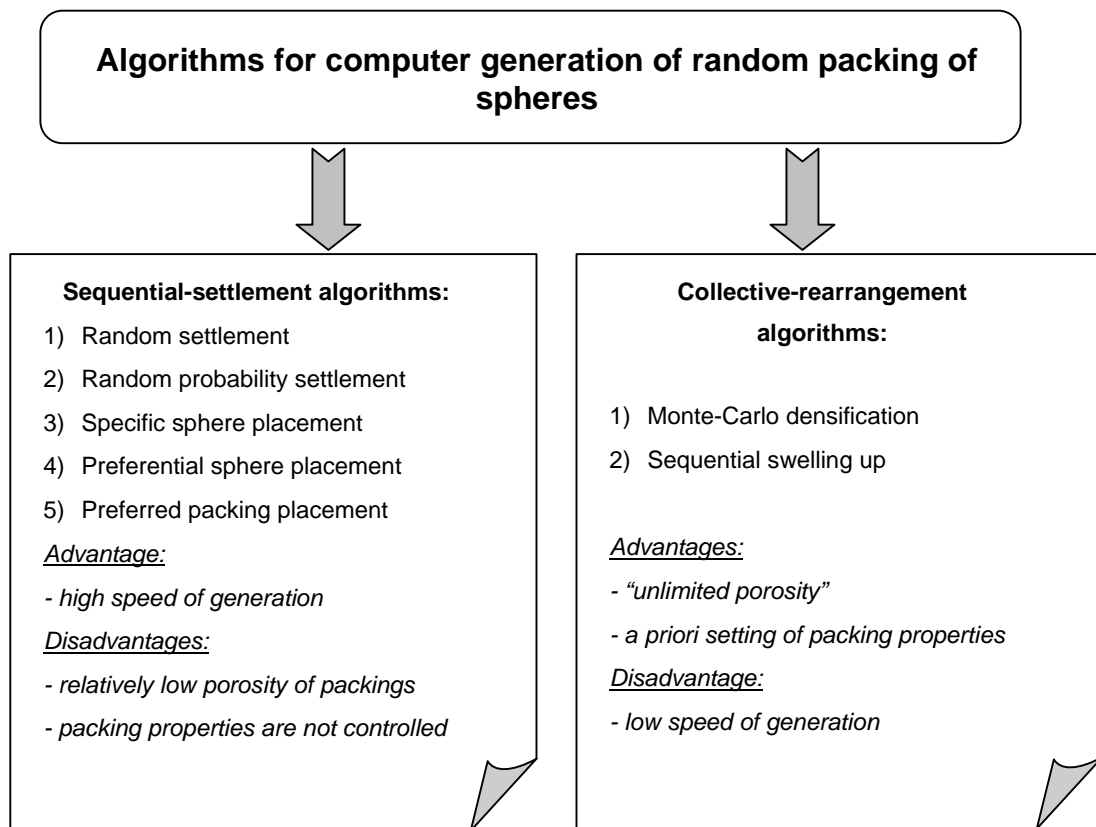 Algorithms for computer generation of random packing of
spheres
Sequential-settlement algorithms:
1) Random settlement
2) Random probability settlement
3) Specific sphere placement
4) Preferential sphere placement
5) Preferred packing placement
Advantage:
- high speed of generation
Disadvantages:
- relatively low porosity of packings
- packing properties are not controlled
Collective-rearrangement
algorithms:
1) Monte-Carlo densification
2) Sequential swelling up
Advantages:
- “unlimited porosity”
- a priori setting of packing properties
Disadvantage:
- low speed of generation